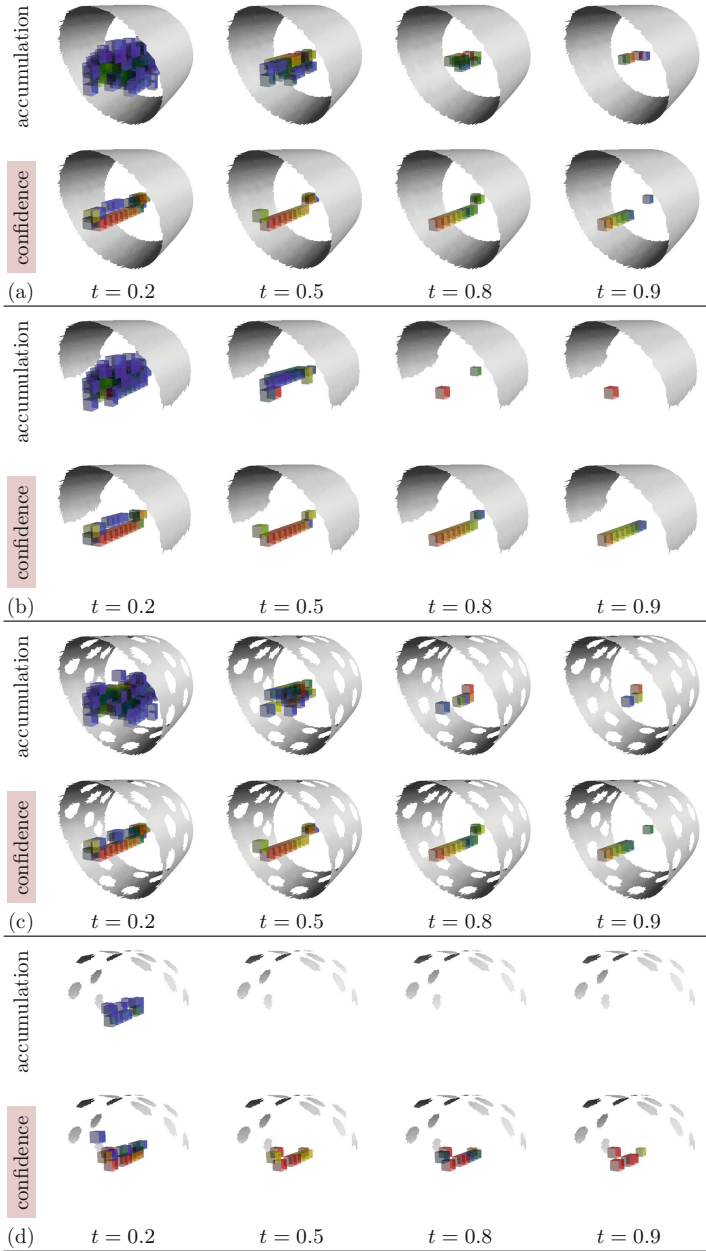 accumulation
confidence
(a) t = 0.2 t = 0.5 t = 0.8 t = 0.9
accumulation
confidence
(b) t = 0.2 t = 0.5 t = 0.8 t = 0.9
accumulation
confidence
(c) t = 0.2 t = 0.5 t = 0.8 t = 0.9
accumulation
confidence
(d) t = 0.2 t = 0.5 t = 0.8 t = 0.9